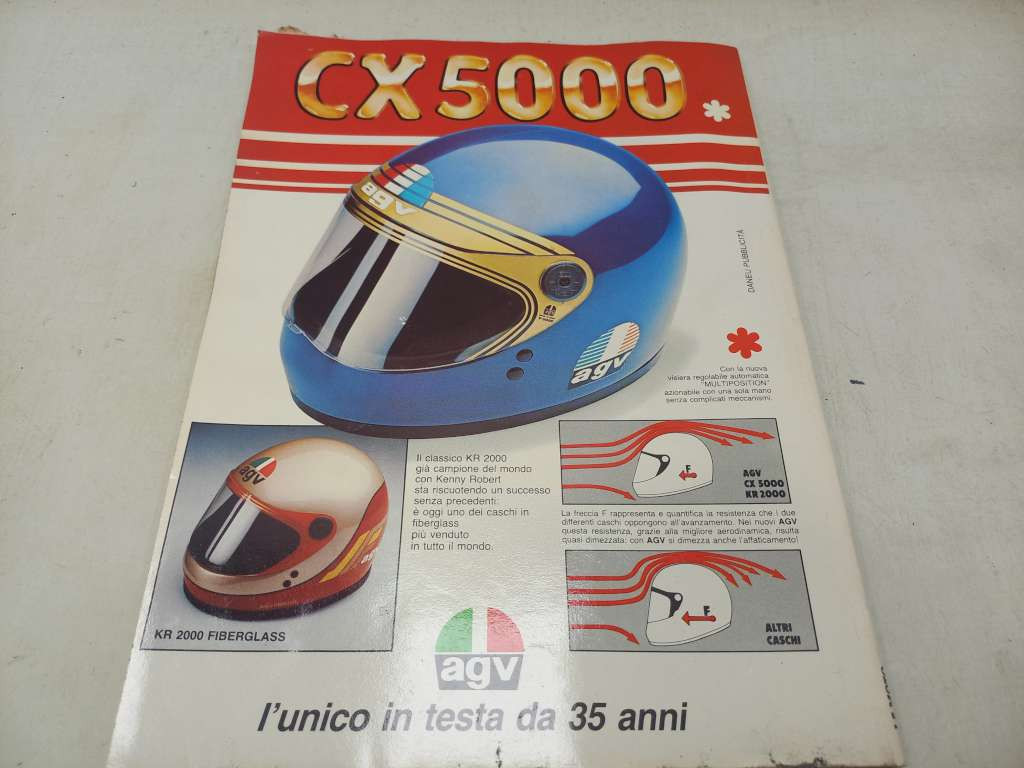 CX5000
agv
DANEU PUBBLICITÀ
agv
Con la nuova
visiera regolabile automatica
"MULTIPOSITION"
azionabile con una sola mano
senza complicati meccanismi.
agv
agv
KR 2000 FIBERGLASS
Il classico KR 2000
già campione del mondo
con Kenny Robert
sta riscuotendo un successo
senza precedenti:
è oggi uno dei caschi in
fiberglass
più venduto
in tutto il mondo.
F
AGV
CX 5000
KR 2000
La freccia F rappresenta e quantifica la resistenza che i due
differenti caschi oppongono all'avanzamento. Nei nuovi AGV
questa resistenza, grazie alla migliore aerodinamica, risulta
quasi dimezzata: con AGV si dimezza anche l'affaticamento!
F
ALTRI
CASCHI
agv
l'unico in testa da 35 anni